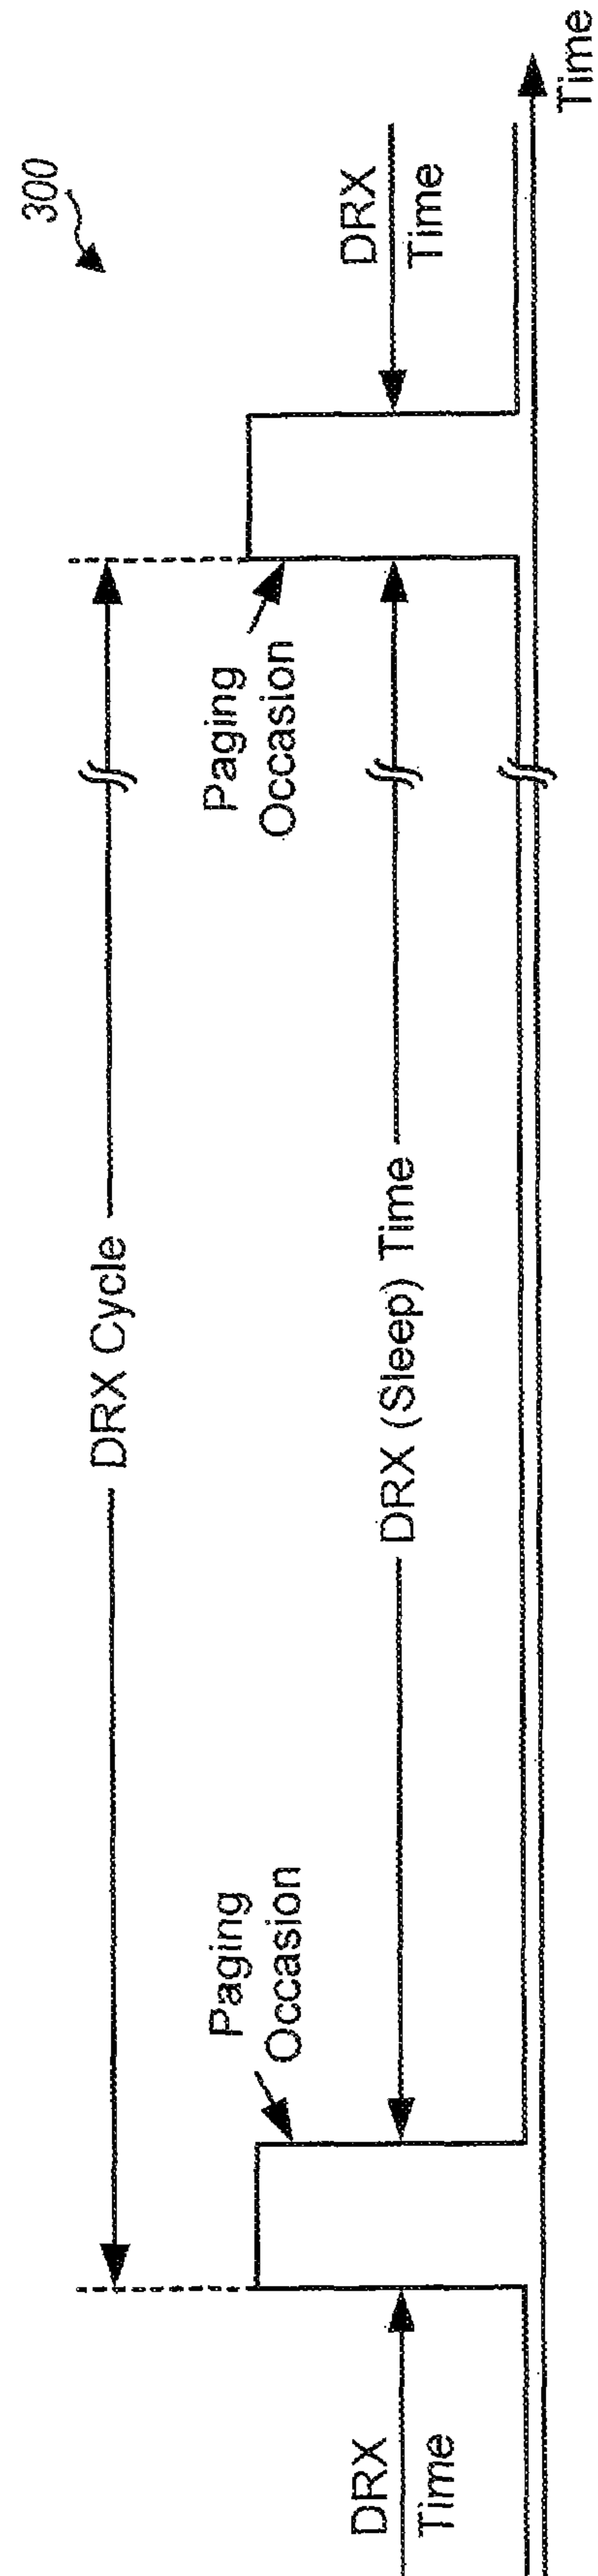 300
DRX Cycle
Paging
Occasion
Paging
Occasion
DRX
Time
DRX (Sleep) Time
DRX
Time
Time